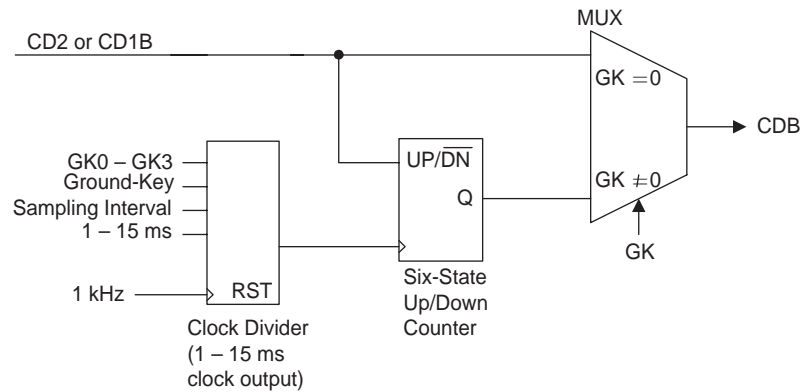 MUX
CD2 or CD1B
GK = 0
CDB
GK0 – GK3
Ground-Key
Sampling Interval
1 – 15 ms
UP/DN
Q
GK ≠ 0
GK
1 kHz
RST
Six-State
Up/Down
Counter
Clock Divider
(1 – 15 ms
clock output)